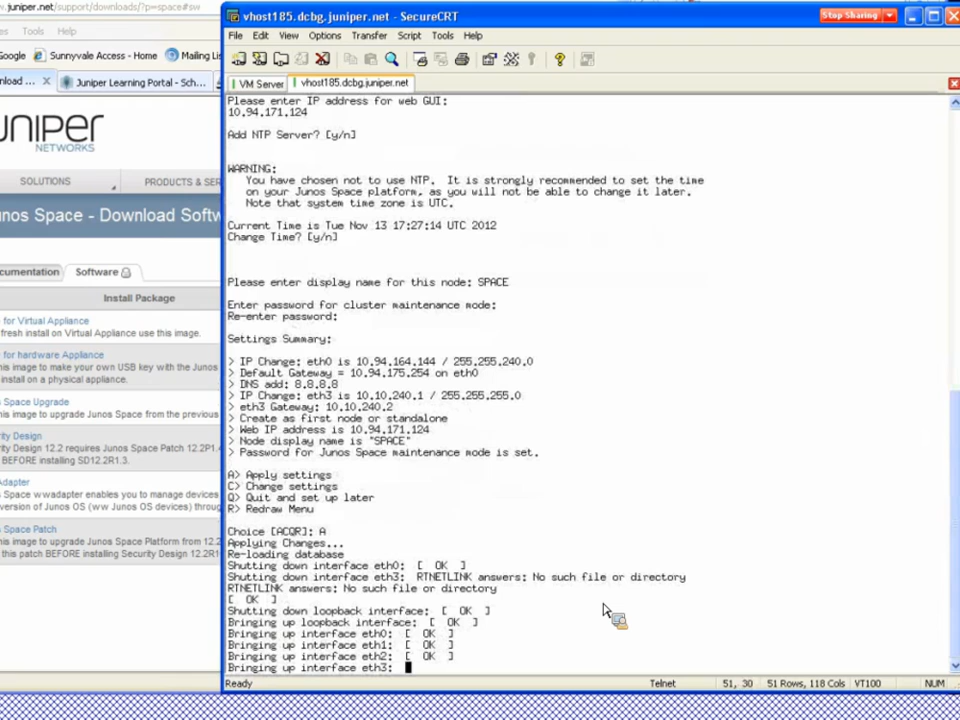 w.juniper.net/support/downloads/?p=space#sw
Tools Help
Google Sunnyvale Access - Home Mailing Lis
nload ... Juniper Learning Portal - Sch...
uniper
NETWORKS
SOLUTIONS PRODUCTS & SER
unos Space - Download Softw
cumentation Software
Install Package
for Virtual Appliance
fresh install on Virtual Appliance use this image.
for hardware Appliance
image to make your own USB key with the Junos
install on a physical appliance.
Space Upgrade
image to upgrade Junos Space from the previous
rity Design
Design 12.2 requires Junos Space Patch 12.2P1.
BEFORE installing SD12.2R1.3.
Adapter
Space wwadapter enables you to manage devices
version of Junos OS (ww Junos OS devices) through
Space Patch
image to upgrade Junos Space Platform from 12.2
this patch BEFORE installing Security Design 12.2R1
vhost185.dcbg.juniper.net - SecureCRT
Stop Sharing
File Edit View Options Transfer Script Tools Help
VM Server vhost185.dcbg.juniper.net
Please enter IP address for web GUI:
10.94.171.124
Add NTP Server? [y/n]
WARNING:
You have chosen not to use NTP. It is strongly recommended to set the time
on your Junos Space platform, as you will not be able to change it later.
Note that system time zone is UTC.
Current Time is Tue Nov 13 17:27:14 UTC 2012
Change Time? [y/n]
Please enter display name for this node: SPACE
Enter password for cluster maintenance mode:
Re-enter password:
Settings Summary:
> IP Change: eth0 is 10.94.164.144 / 255.255.240.0
> Default Gateway = 10.94.175.254 on eth0
> DNS add: 8.8.8.8
> IP Change: eth3 is 10.10.240.1 / 255.255.255.0
> eth3 Gateway: 10.10.240.2
> Create as first node or standalone
> Web IP address is 10.94.171.124
> Node display name is "SPACE"
> Password for Junos Space maintenance mode is set.
A> Apply settings
C> Change settings
Q> Quit and set up later
R> Redraw Menu
Choice [ACQR]: A
Applying Changes...
Re-loading database
Shutting down interface eth0: [ OK ]
Shutting down interface eth3: RTNETLINK answers: No such file or directory
RTNETLINK answers: No such file or directory
[ OK ]
Shutting down loopback interface: [ OK ]
Bringing up loopback interface: [ OK ]
Bringing up interface eth0: [ OK ]
Bringing up interface eth1: [ OK ]
Bringing up interface eth2: [ OK ]
Bringing up interface eth3:
Ready Telnet 51, 30 51 Rows, 118 Cols VT100 NUM